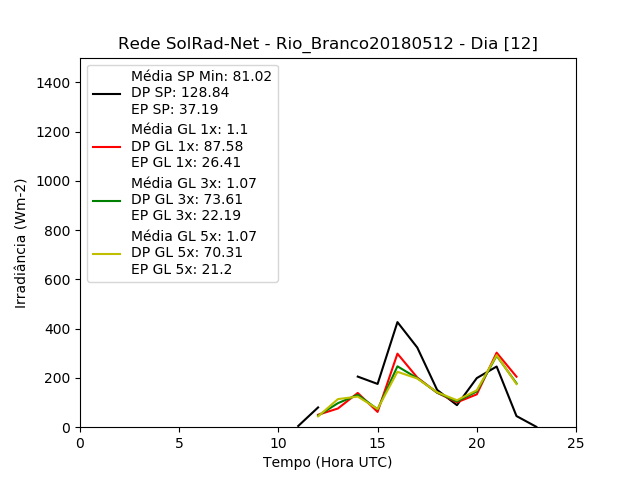 Rede SolRad-Net - Rio_Branco20180512 - Dia [12]
Média SP Min: 81.02
DP SP: 128.84
EP SP: 37.19
Média GL 1x: 1.1
DP GL 1x: 87.58
EP GL 1x: 26.41
Média GL 3x: 1.07
DP GL 3x: 73.61
EP GL 3x: 22.19
Média GL 5x: 1.07
DP GL 5x: 70.31
EP GL 5x: 21.2
Irradiância (Wm-2)
1400
1200
1000
800
600
400
200
0
0 5 10 15 20 25
Tempo (Hora UTC)